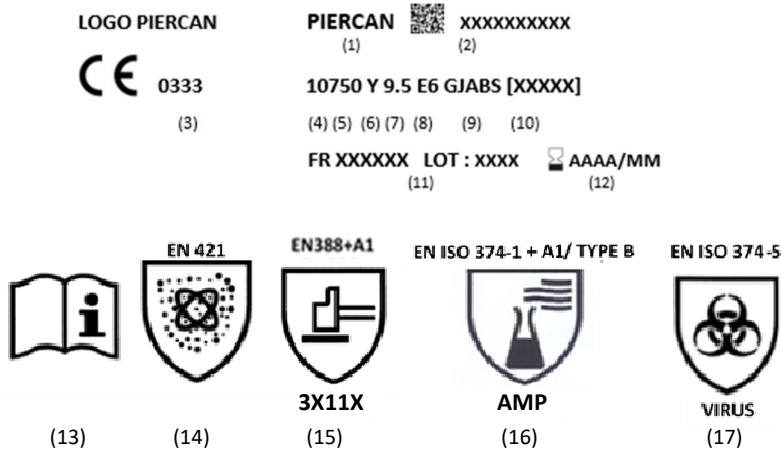 LOGO PIERCAN
PIERCAN XXXXXXXXXX
(1) (2)
CE 0333
10750 Y 9.5 E6 GJABS [XXXXX]
(3)
(4) (5) (6) (7) (8) (9) (10)
FR XXXXXX LOT : XXXX AAAA/MM
(11) (12)
EN 421
EN388+A1
EN ISO 374-1 + A1/ TYPE B
EN ISO 374-5
i
3X11X
AMP
VIRUS
(13) (14) (15) (16) (17)